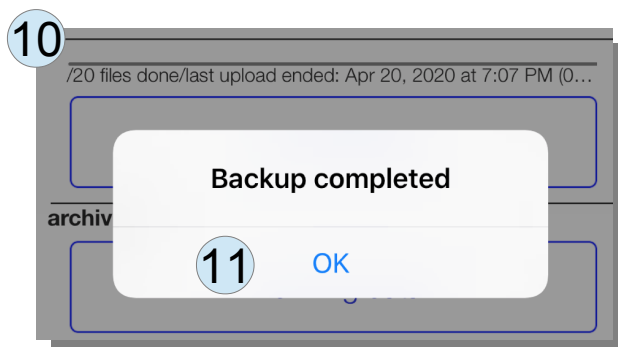 10
/20 files done/last upload ended: Apr 20, 2020 at 7:07 PM (0...
Backup completed
archiv
11
OK